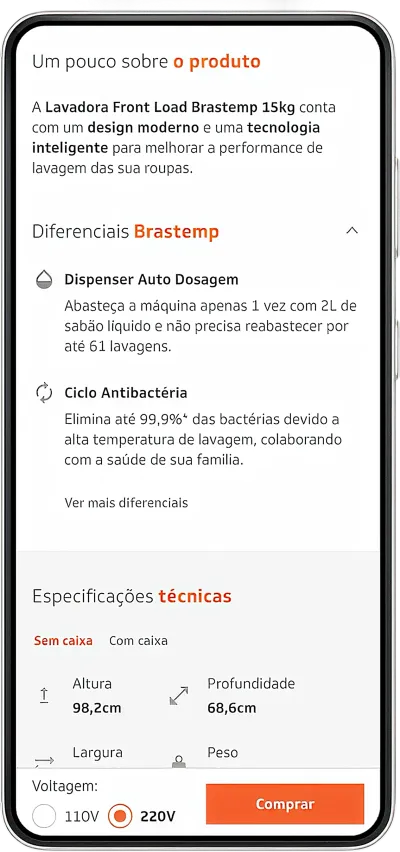 Um pouco sobre o produto
A Lavadora Front Load Brastemp 15kg conta
com um design moderno e uma tecnologia
inteligente para melhorar a performance de
lavagem das sua roupas.
Diferenciais Brastemp
Dispenser Auto Dosagem
Abasteça a máquina apenas 1 vez com 2L de
sabão líquido e não precisa reabastecer por
até 61 lavagens.
Ciclo Antibactéria
Elimina até 99,9%⁴ das bactérias devido a
alta temperatura de lavagem, colaborando
com a saúde de sua familia.
Ver mais diferenciais
Especificações técnicas
Sem caixa Com caixa
Altura Profundidade
98,2cm 68,6cm
Largura Peso
Voltagem:
110V 220V Comprar